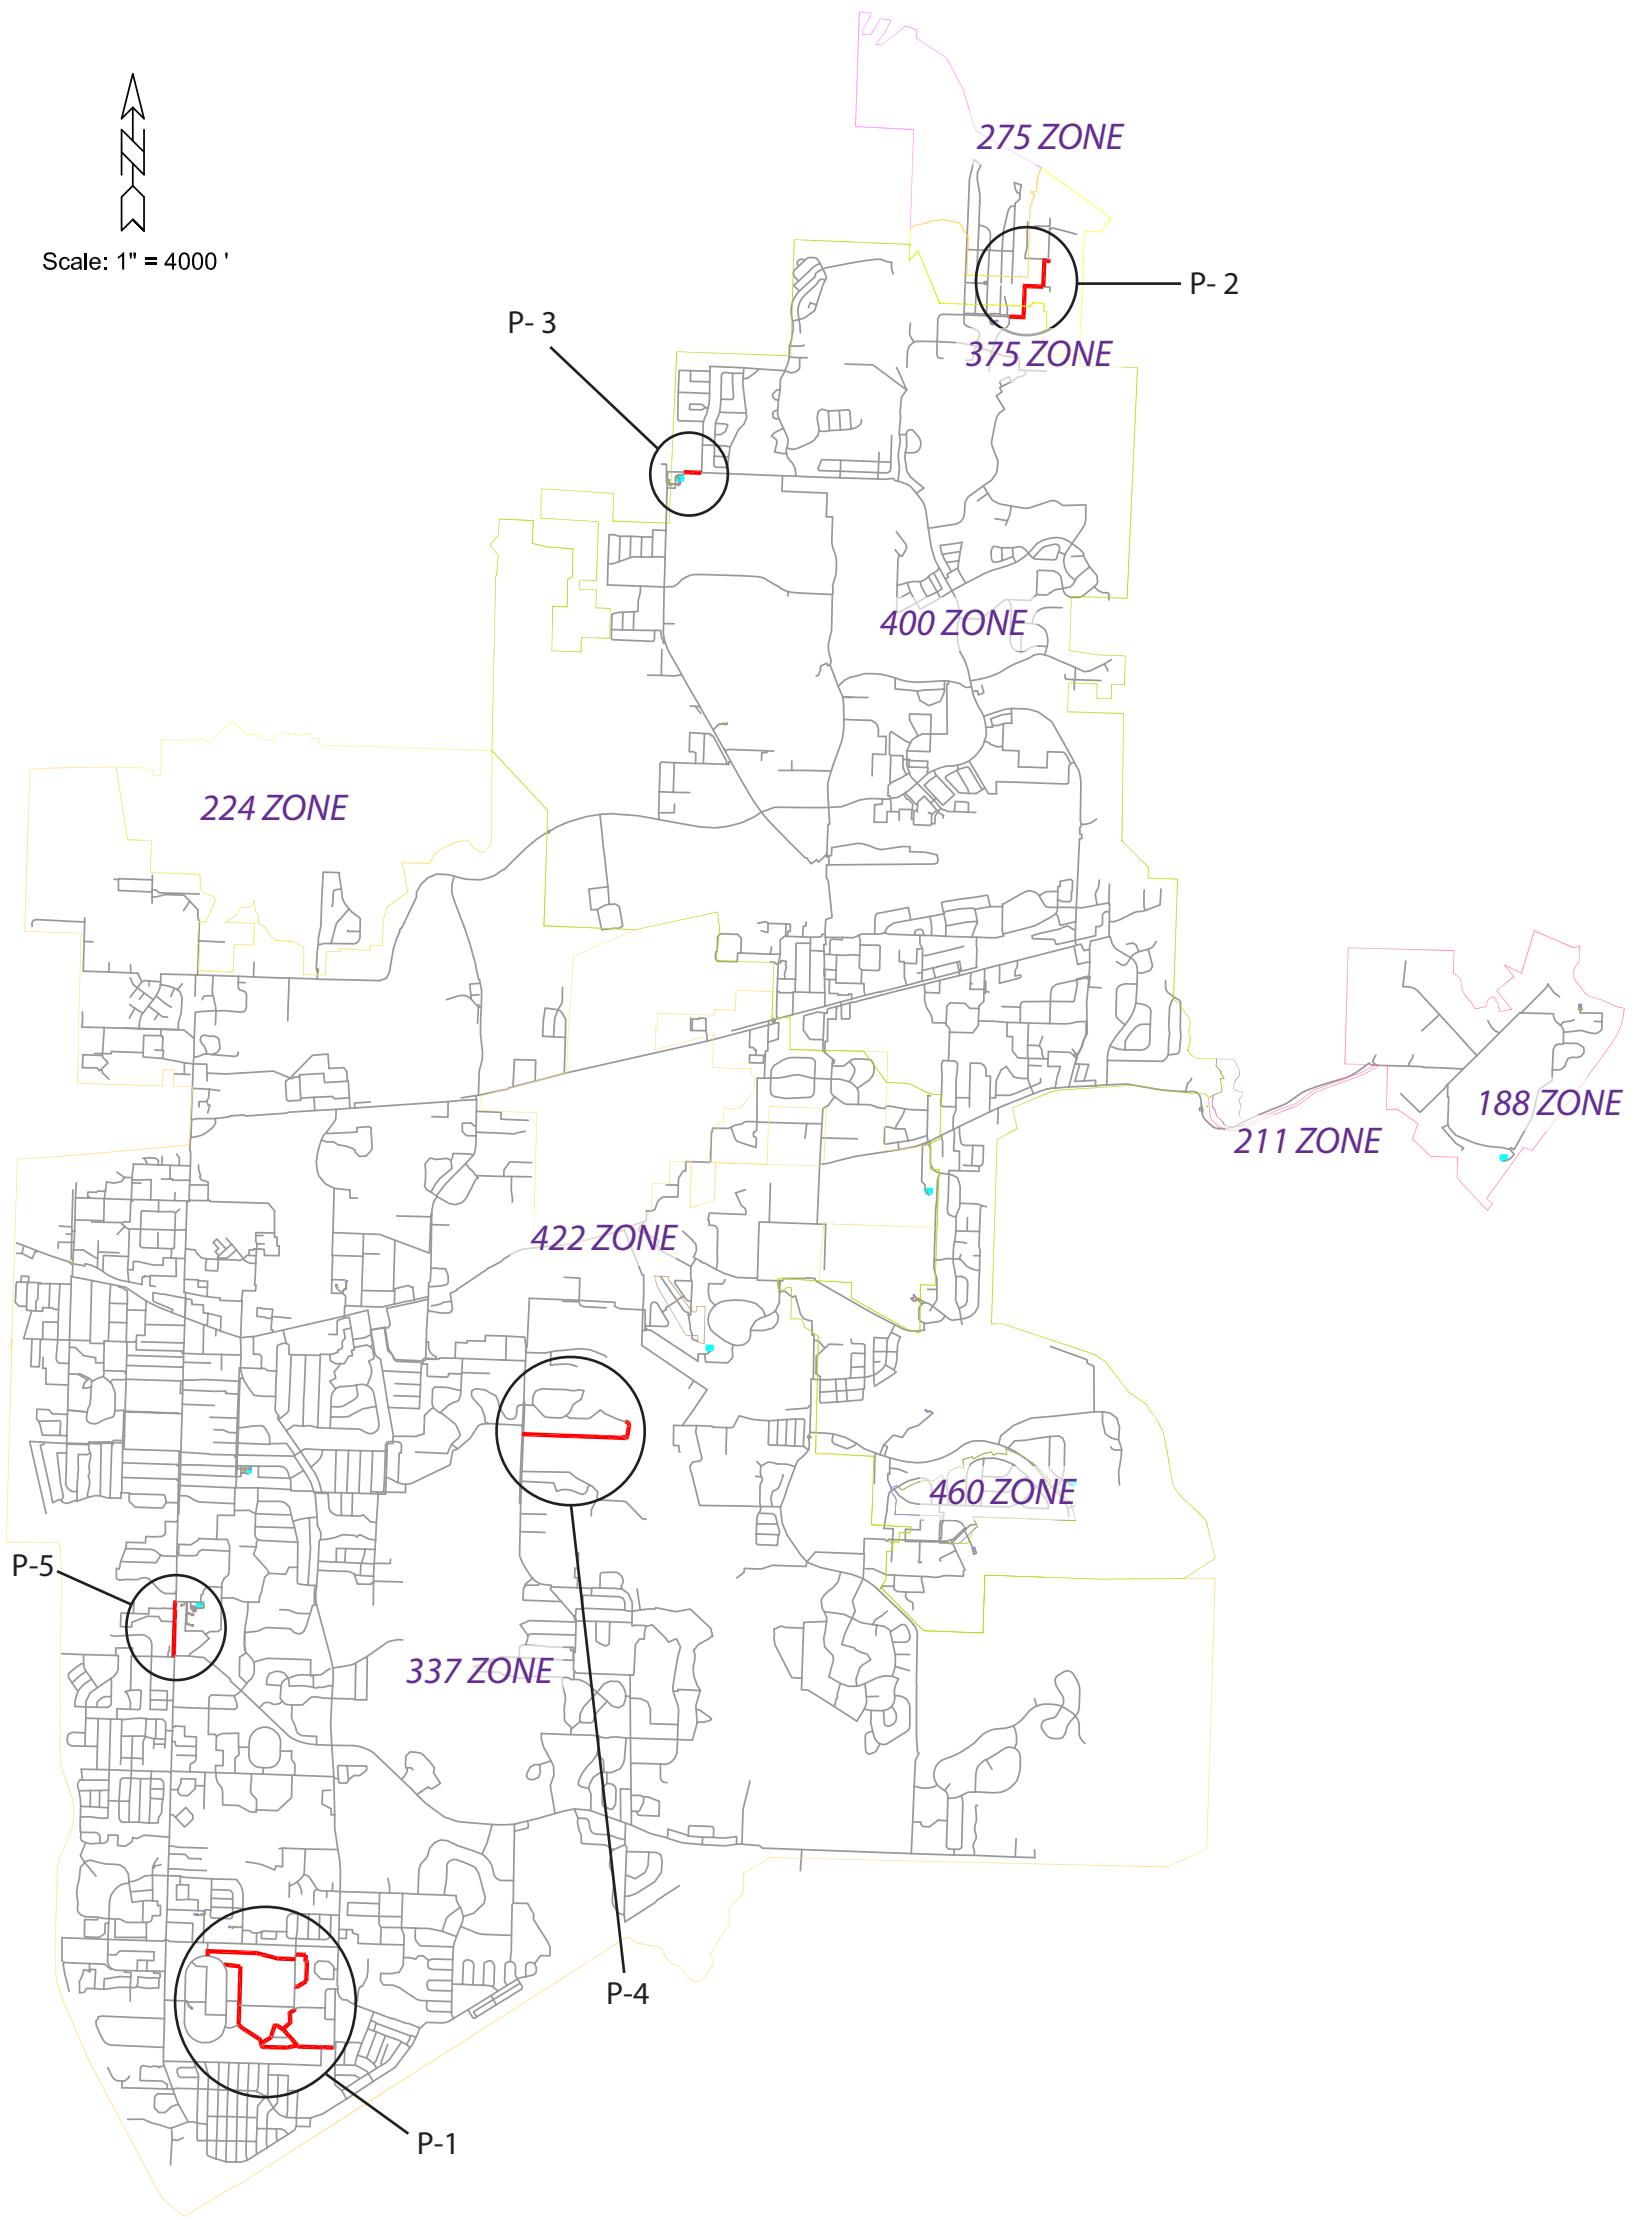 275 ZONE
Scale: 1" = 4000 '
P- 2
P- 3
375 ZONE
400 ZONE
224 ZONE
188 ZONE
211 ZONE
422 ZONE
460 ZONE
P-5
337 ZONE
P-4
P-1